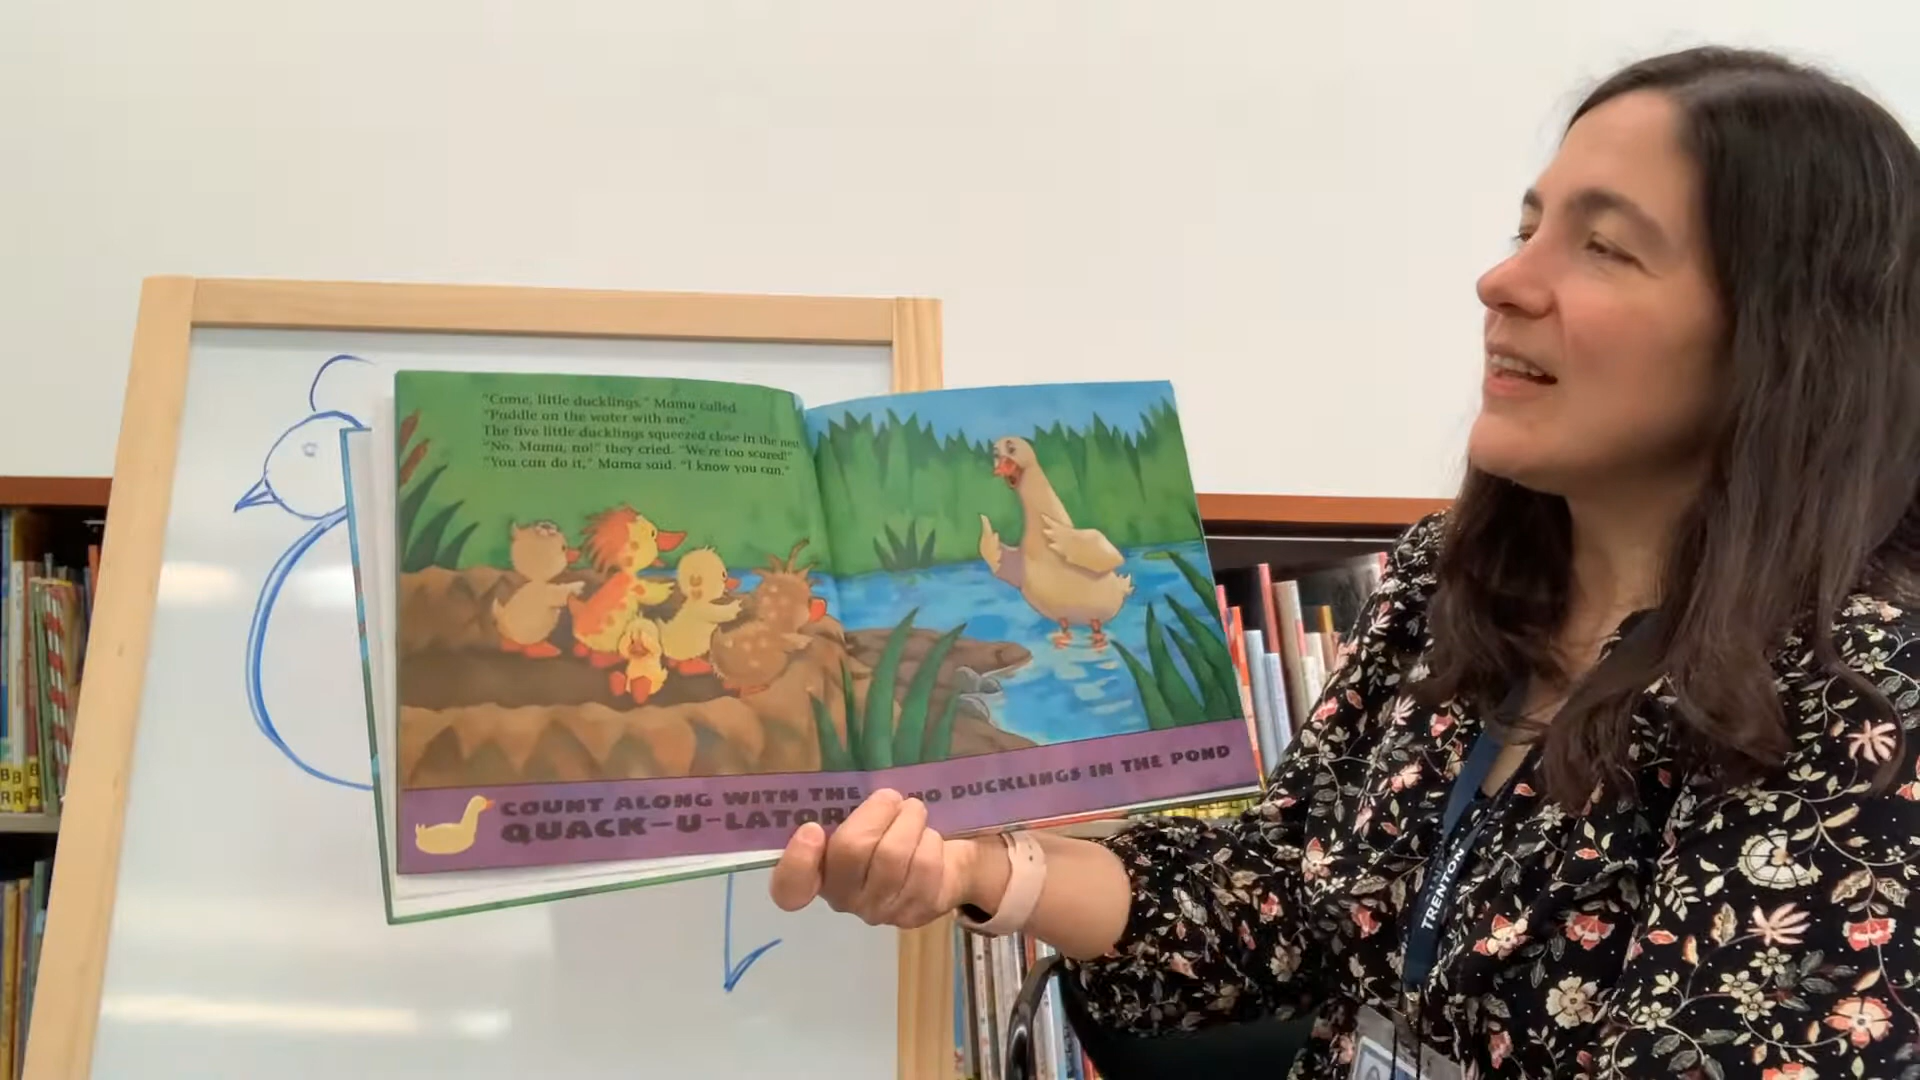 "Come, little ducklings," Mama called.
"Paddle on the water with me."
The five little ducklings squeezed close in the nest.
"No, Mama, no!" they cried. "We're too scared!"
"You can do it," Mama said. "I know you can."
COUNT ALONG WITH THE
QUACK-U-LATOR
NO DUCKLINGS IN THE POND
TRENTON
B B B
RR R R